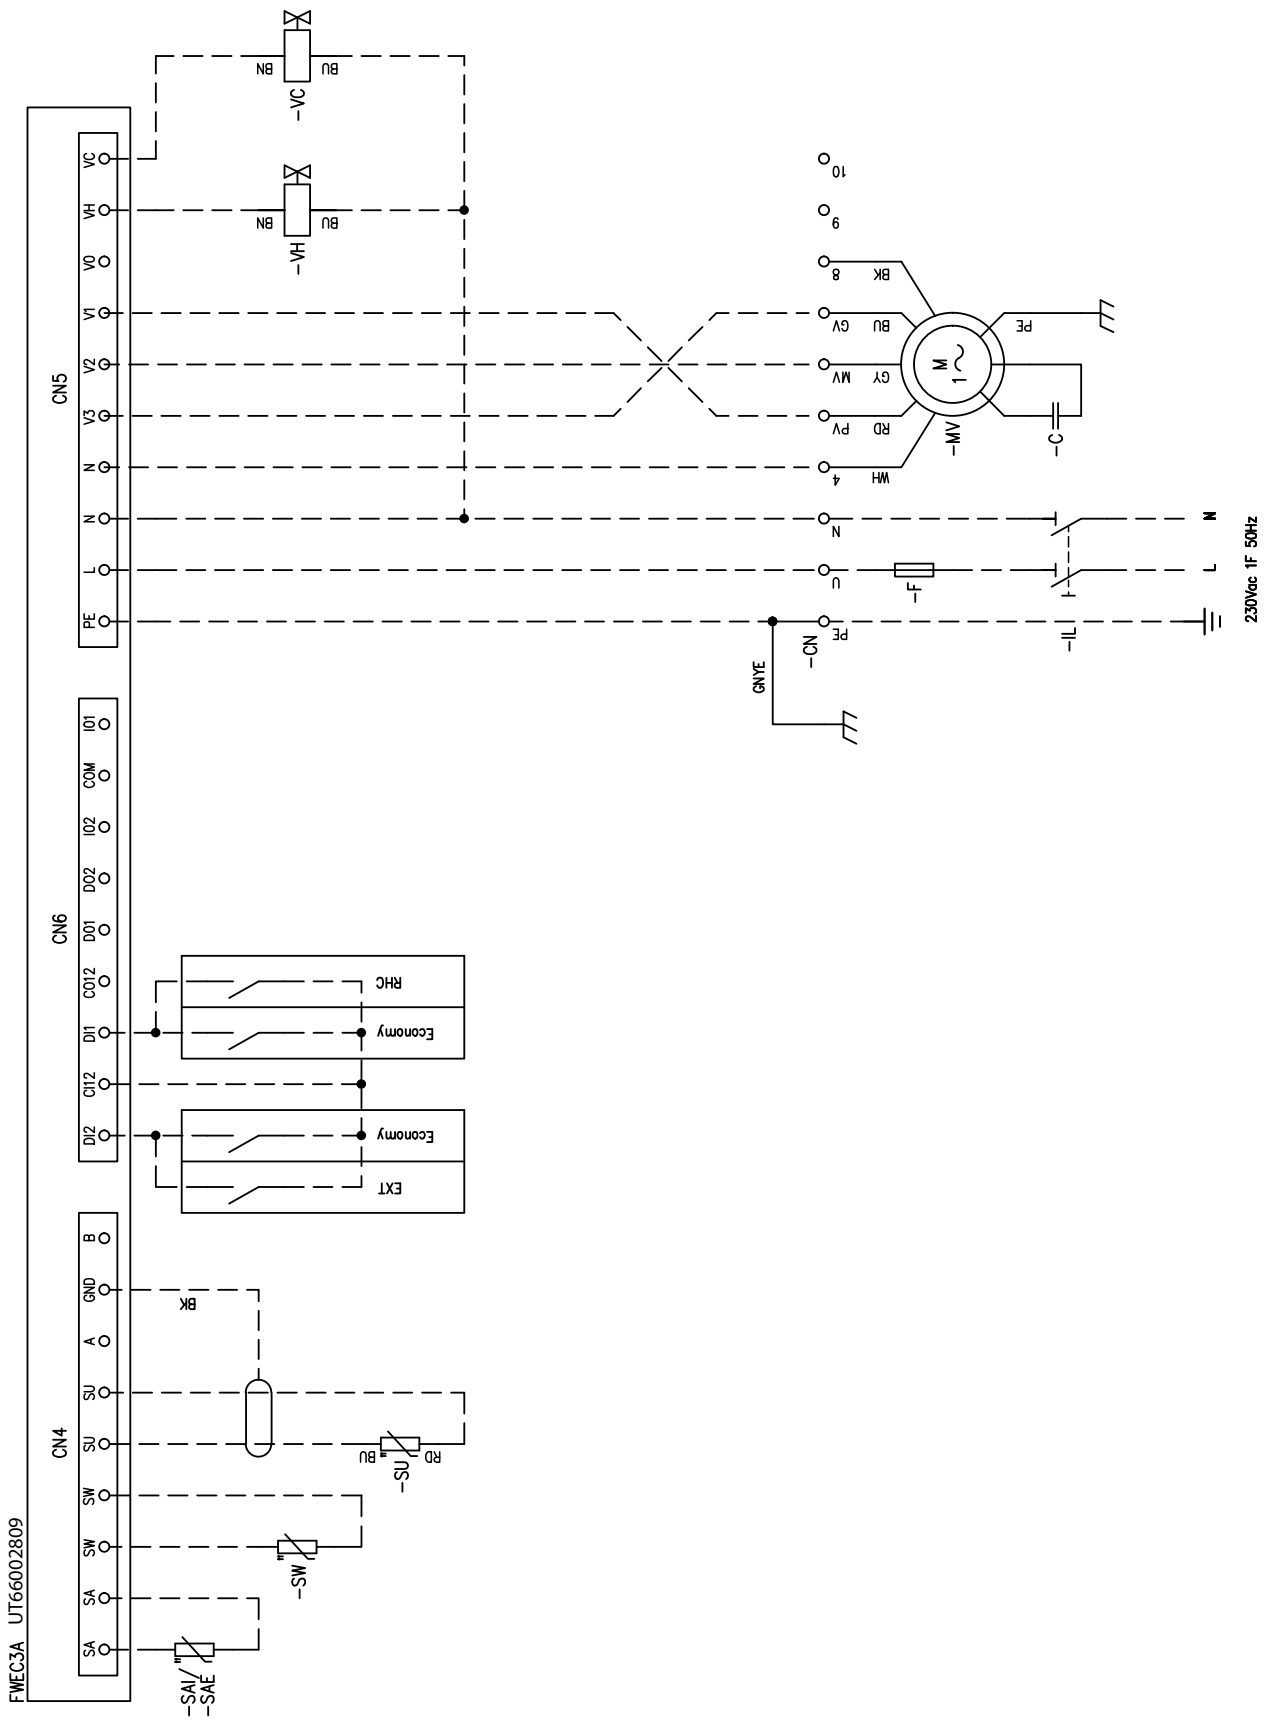 FWEC3A UT66002809
CN4
CN6
CN5
SA
SA
SW
SW
SU
SU
A
GND
B
DI2
CI12
DI1
CO12
DO1
DO2
IO2
COM
IO1
PE
L
N
N
V3
V2
V1
V0
VH
VC
-SAI/
-SAE
-SW
-SU
BU
RD
BK
EXT
Economy
Economy
RHC
BN
BU
-VH
BN
BU
-VC
GNYE
-CN
PE
U
N
4
PV
MV
GV
8
9
10
WH
RD
GY
BU
BK
M
1~
-MV
PE
-C
-F
-IL
L
N
230Vac 1F 50Hz